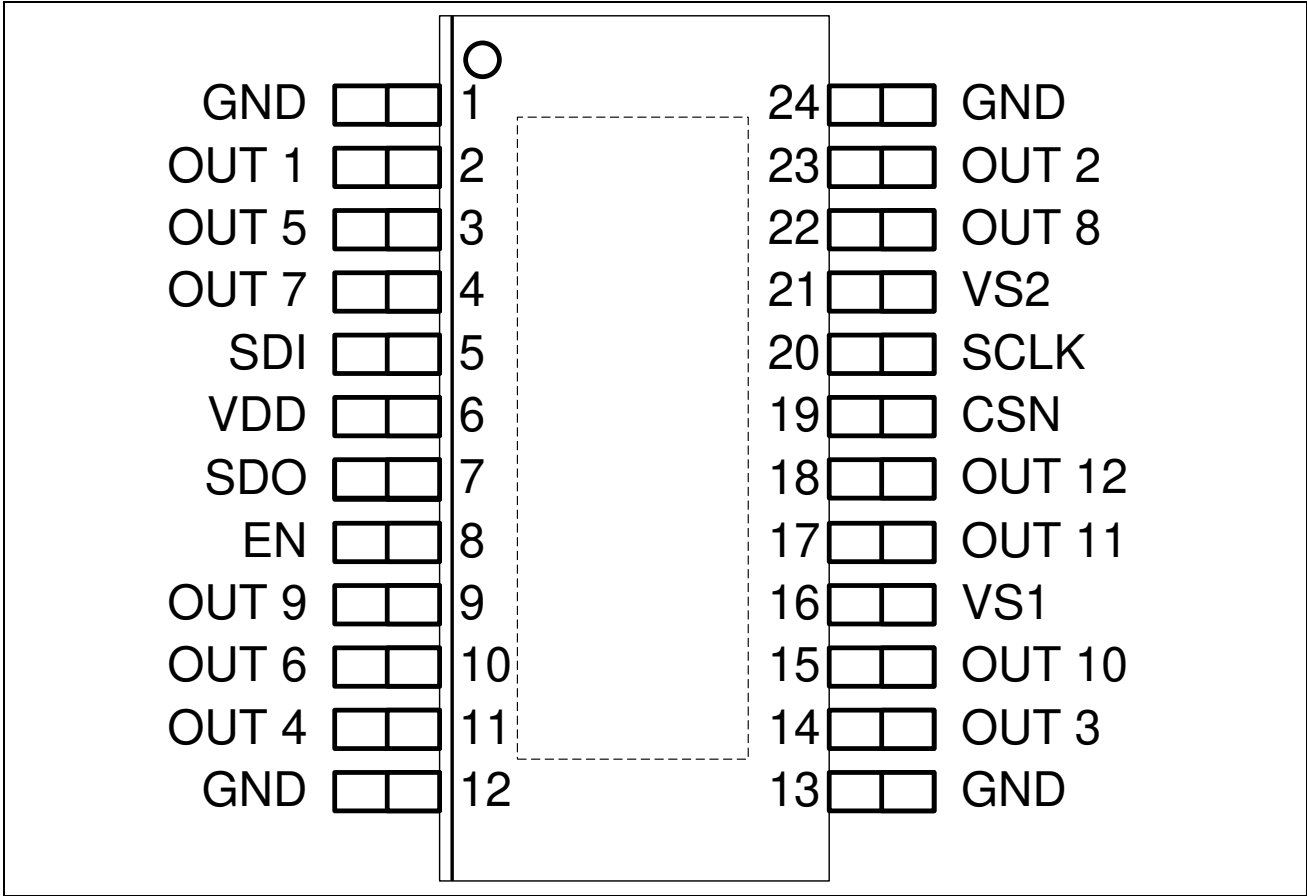 GND 1 24 GND
OUT 1 2 23 OUT 2
OUT 5 3 22 OUT 8
OUT 7 4 21 VS2
SDI 5 20 SCLK
VDD 6 19 CSN
SDO 7 18 OUT 12
EN 8 17 OUT 11
OUT 9 9 16 VS1
OUT 6 10 15 OUT 10
OUT 4 11 14 OUT 3
GND 12 13 GND